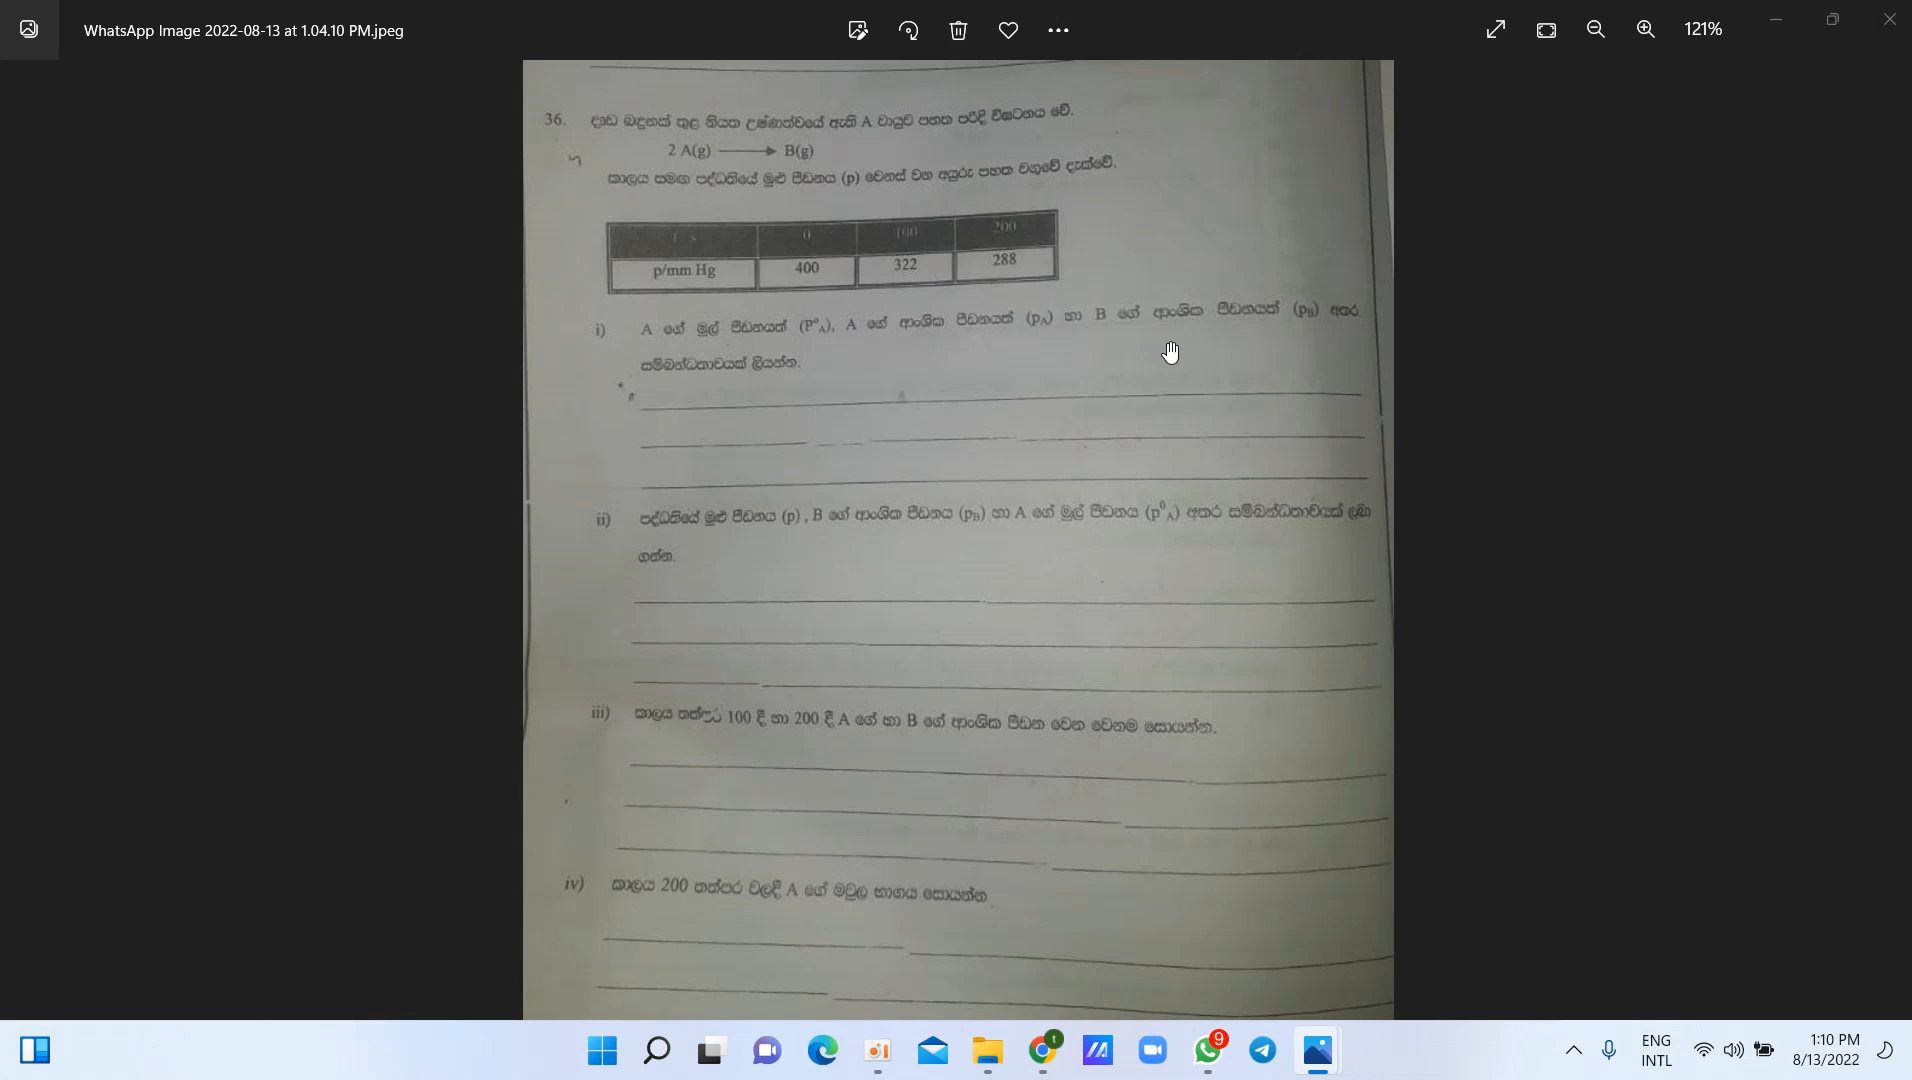 WhatsApp Image 2022-08-13 at 1.04.10 PM.jpeg
121%
36. දෘඩ බඳුනක් තුළ නියත උෂ්ණත්වයේ ඇති A වායුව පහත පරිදි විඝටනය වේ.
2 A(g) ⟶ B(g)
කාලය සමඟ පද්ධතියේ මුළු පීඩනය (p) වෙනස් වන අයුරු පහත වගුවේ දැක්වේ.
0 100 200
p/mm Hg 400 322 288
i) A ගේ මුල් පීඩනයත් (P°A), A ගේ ආංශික පීඩනයත් (pA) හා B ගේ ආංශික පීඩනයත් (pB) අතර
සම්බන්ධතාවයක් ලියන්න.
ii) පද්ධතියේ මුළු පීඩනය (p) , B ගේ ආංශික පීඩනය (pB) හා A ගේ මුල් පීඩනය (p⁰A) අතර සම්බන්ධතාවයක් ලබා
ගන්න.
iii) කාලය තත්පර 100 දී හා 200 දී A ගේ හා B ගේ ආංශික පීඩන වෙන වෙනම සොයන්න.
iv) කාලය 200 තත්පර වලදී A ගේ මවුල භාගය සොයන්න
t
9
ENG
INTL
1:10 PM
8/13/2022